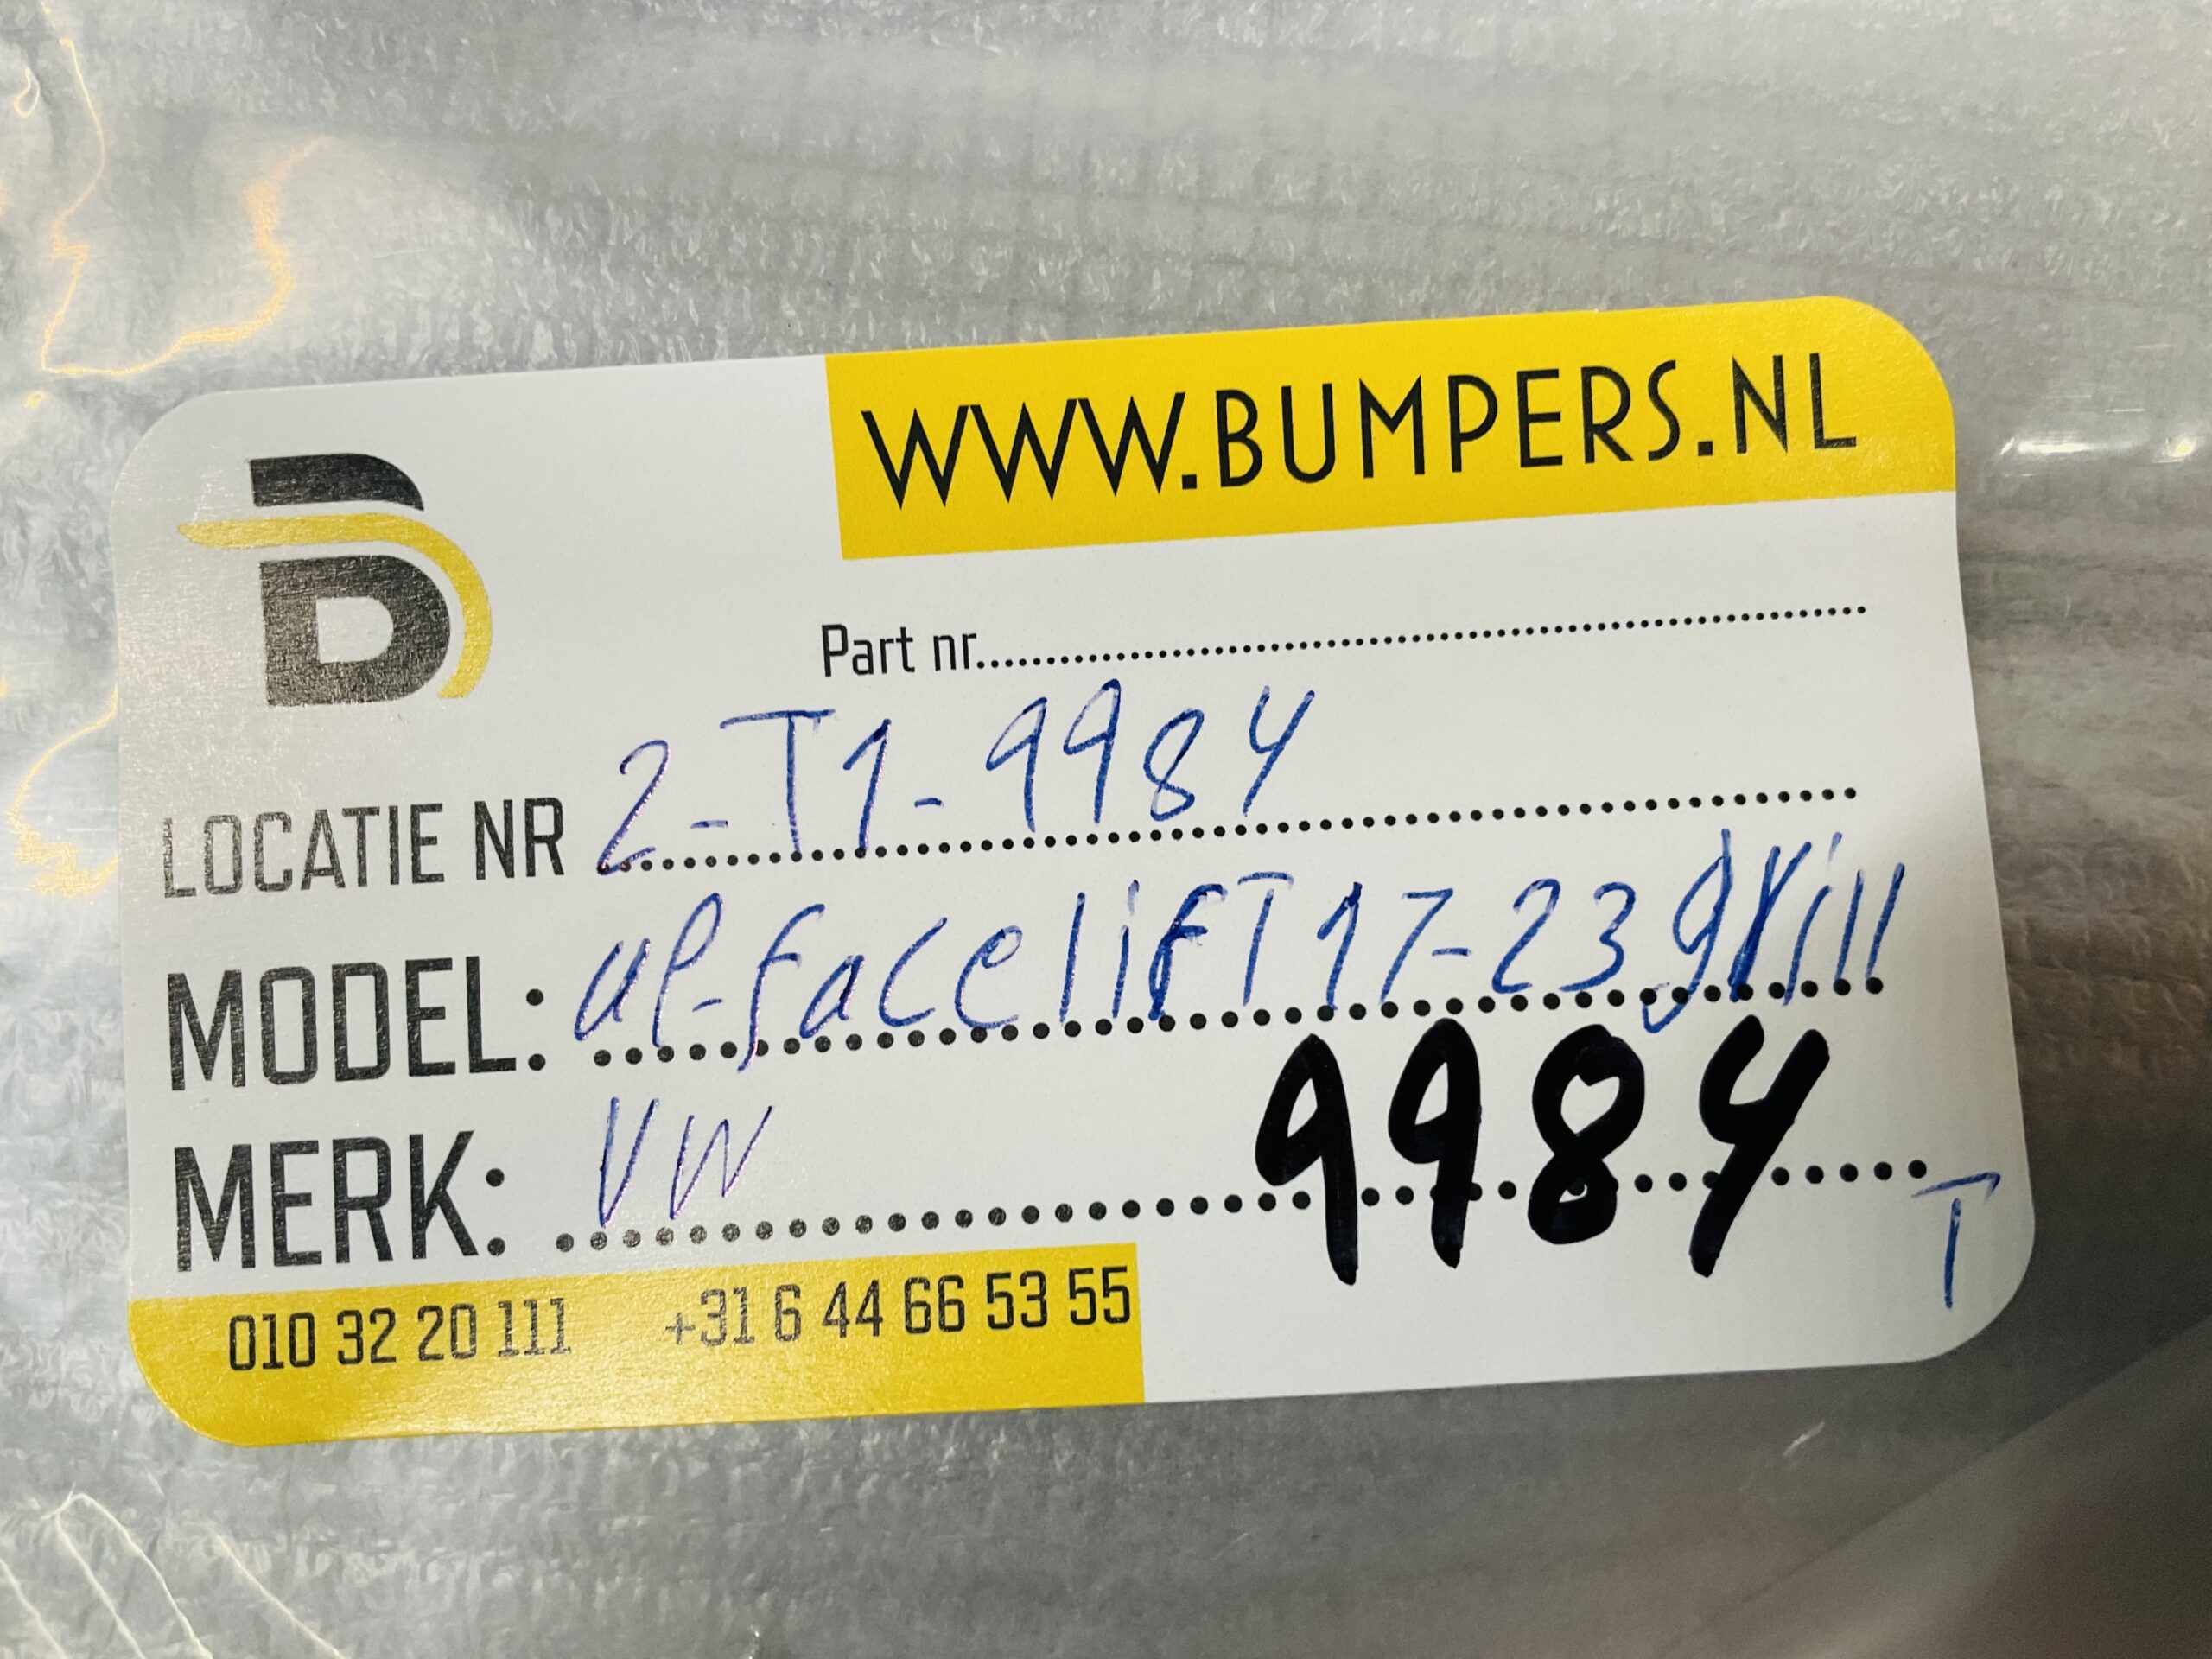 WWW.BUMPERS.NL
B
Part nr..........
LOCATIE NR 2-T1-9984
MODEL: up-facelift 17-23 grill
MERK: VW
9984
T
010 32 20 111 +31 6 44 66 53 55